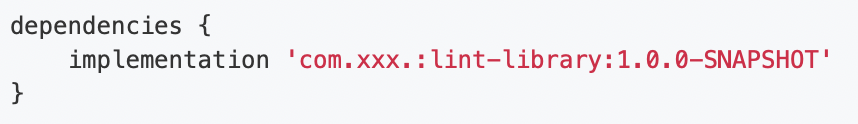 dependencies {
    implementation 'com.xxx.:lint-library:1.0.0-SNAPSHOT'
}